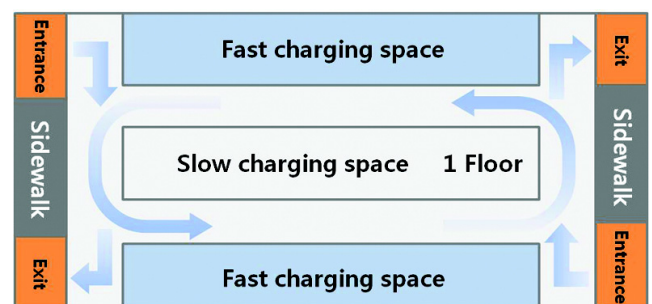 Entrance
Fast charging space
Exit
Sidewalk
Slow charging space 1 Floor
Sidewalk
Exit
Fast charging space
Entrance